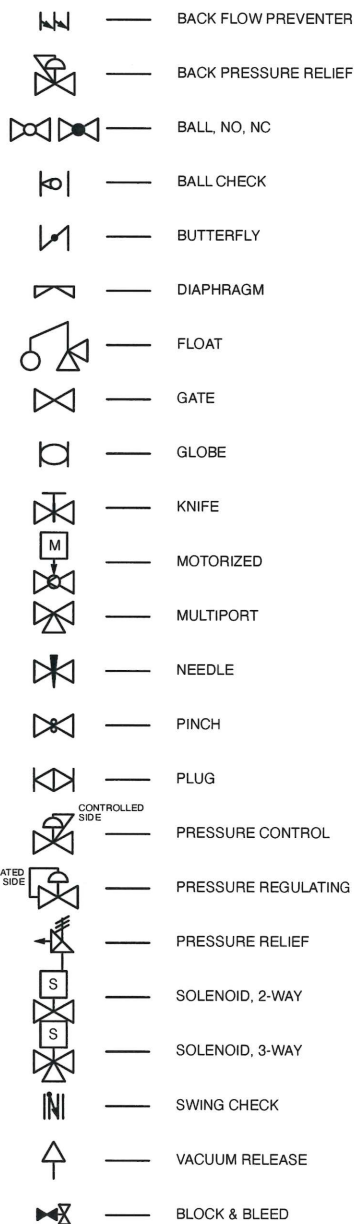 BACK FLOW PREVENTER
BACK PRESSURE RELIEF
BALL, NO, NC
BALL CHECK
BUTTERFLY
DIAPHRAGM
FLOAT
GATE
GLOBE
KNIFE
M
MOTORIZED
MULTIPORT
NEEDLE
PINCH
PLUG
CONTROLLED
SIDE
PRESSURE CONTROL
ATED
SIDE
PRESSURE REGULATING
PRESSURE RELIEF
S
SOLENOID, 2-WAY
S
SOLENOID, 3-WAY
SWING CHECK
VACUUM RELEASE
BLOCK & BLEED